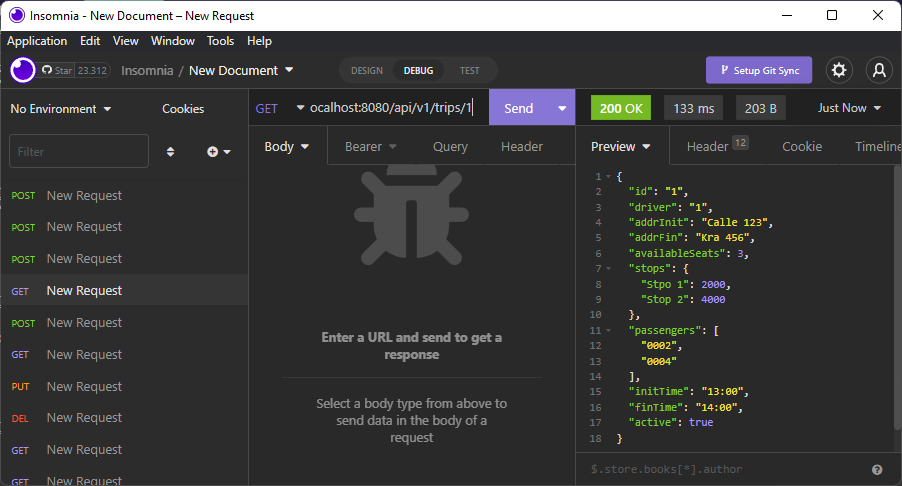 Insomnia - New Document – New Request
Application Edit View Window Tools Help
Star 23.312 Insomnia / New Document DESIGN DEBUG TEST Setup Git Sync
No Environment Cookies
Filter
POST New Request
POST New Request
POST New Request
GET New Request
POST New Request
GET New Request
PUT New Request
DEL New Request
GET New Request
GET New Request
GET ocalhost:8080/api/v1/trips/1 Send
Body Bearer Query Header
Enter a URL and send to get a
response
Select a body type from above to
send data in the body of a
request
200 OK 133 ms 203 B Just Now
Preview Header 12 Cookie Timeline
1 {
2 "id": "1",
3 "driver": "1",
4 "addrInit": "Calle 123",
5 "addrFin": "Kra 456",
6 "availableSeats": 3,
7 "stops": {
8 "Stpo 1": 2000,
9 "Stop 2": 4000
10 },
11 "passengers": [
12 "0002",
13 "0004"
14 ],
15 "initTime": "13:00",
16 "finTime": "14:00",
17 "active": true
18 }
$.store.books[*].author